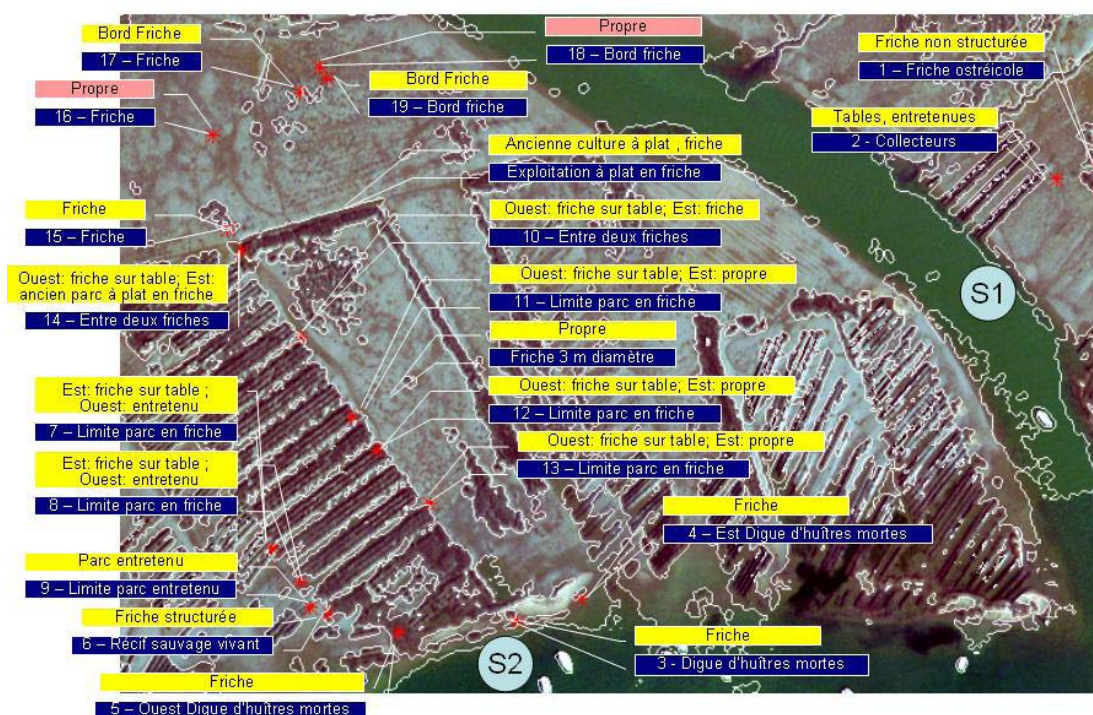 Bord Friche
17 – Friche
Propre
18 – Bord friche
Bord Friche
19 – Bord friche
Propre
16 – Friche
Friche non structurée
1 – Friche ostréicole
Tables, entretenues
2 - Collecteurs
Ancienne culture à plat , friche
Exploitation à plat en friche
Friche
15 – Friche
Ouest: friche sur table; Est: friche
10 – Entre deux friches
Ouest: friche sur table; Est:
ancien parc à plat en friche
14 – Entre deux friches
Ouest: friche sur table; Est: propre
11 – Limite parc en friche
S1
Propre
Friche 3 m diamètre
Est: friche sur table ;
Ouest: entretenu
7 – Limite parc en friche
Ouest: friche sur table; Est: propre
12 – Limite parc en friche
Ouest: friche sur table; Est: propre
13 – Limite parc en friche
Est: friche sur table ;
Ouest: entretenu
8 – Limite parc en friche
Friche
4 – Est Digue d'huîtres mortes
Parc entretenu
9 – Limite parc entretenu
Friche structurée
6 – Récif sauvage vivant
Friche
3 - Digue d'huîtres mortes
S2
Friche
5 – Ouest Digue d'huîtres mortes